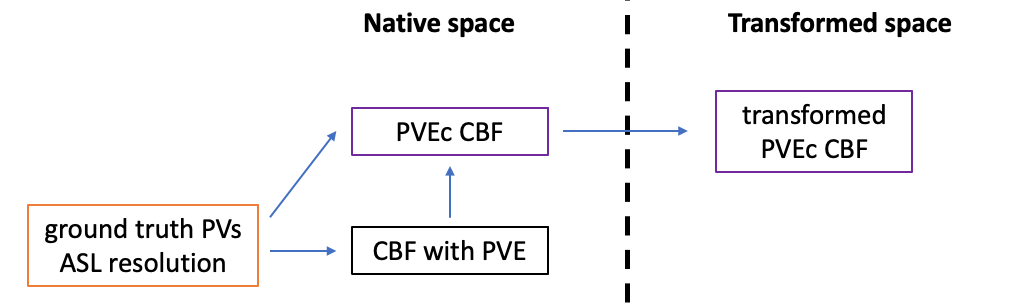 Native space
Transformed space
PVEc CBF
transformed
PVEc CBF
ground truth PVs
ASL resolution
CBF with PVE